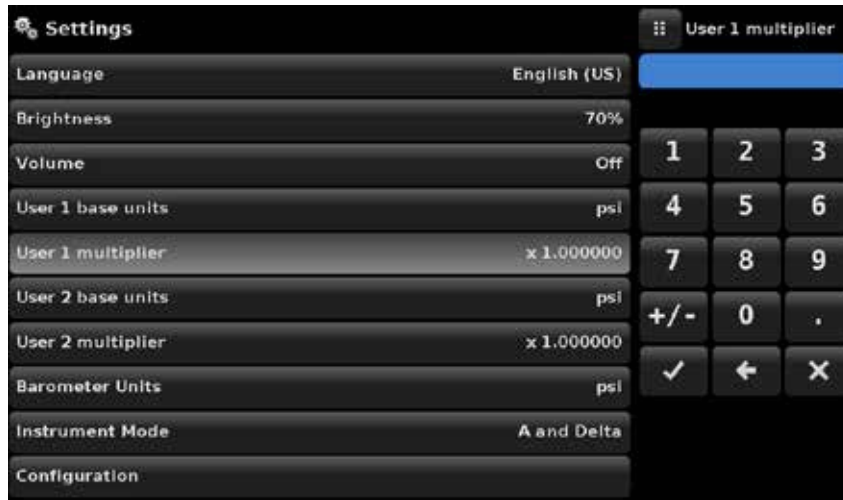 Settings
Language English (US)
Brightness 70%
Volume Off
User 1 base units psi
User 1 multiplier x 1.000000
User 2 base units psi
User 2 multiplier x 1.000000
Barometer Units psi
Instrument Mode A and Delta
Configuration
User 1 multiplier
1 2 3
4 5 6
7 8 9
+/- 0 .